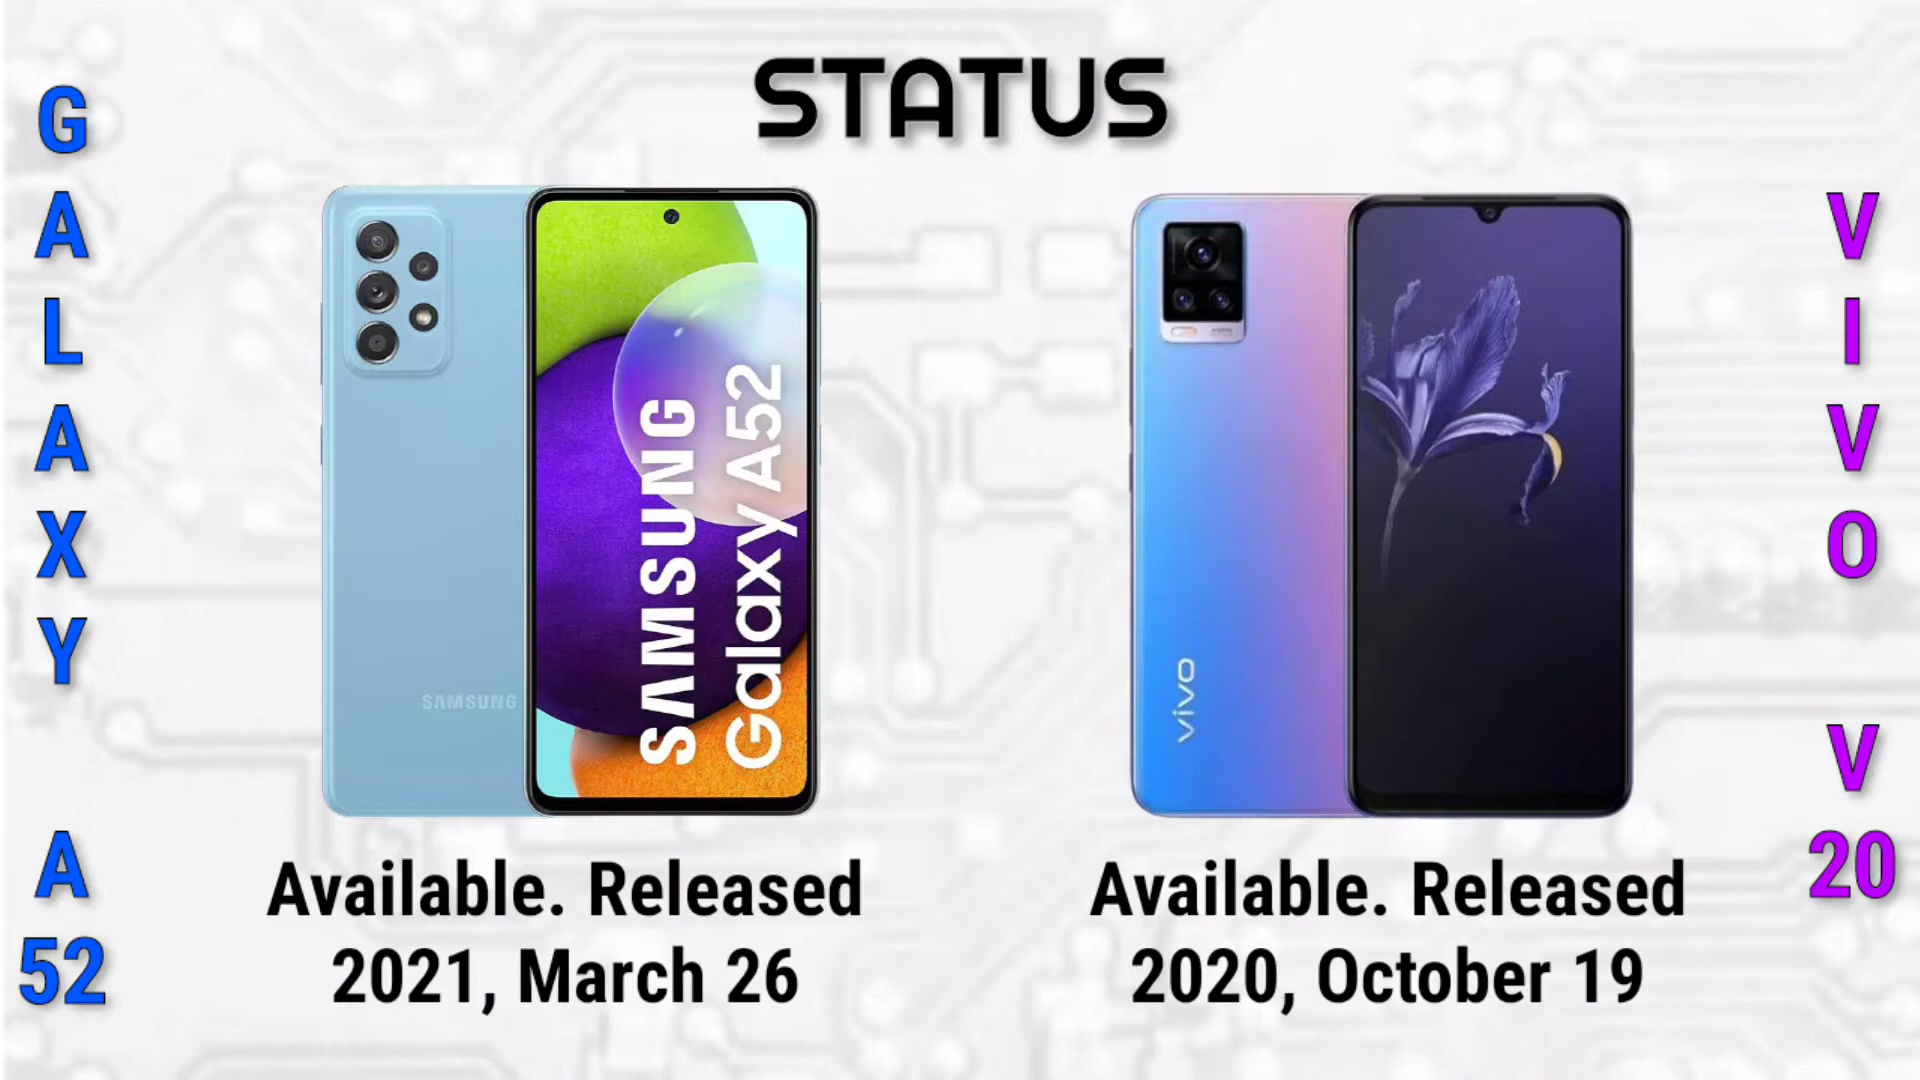 STATUS
GALAXY A 52
SAMSUNG
SAMSUNG
Galaxy A52
vivo
VIVO V 20
Available. Released
2021, March 26
Available. Released
2020, October 19